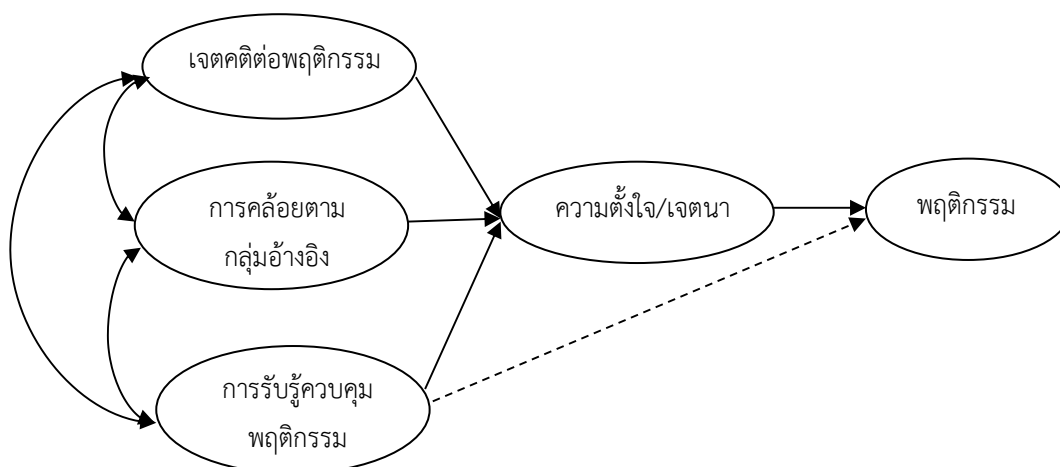 เจตคติต่อพฤติกรรม
การคล้อยตาม
กลุ่มอ้างอิง
ความตั้งใจ/เจตนา
พฤติกรรม
การรับรู้ควบคุม
พฤติกรรม